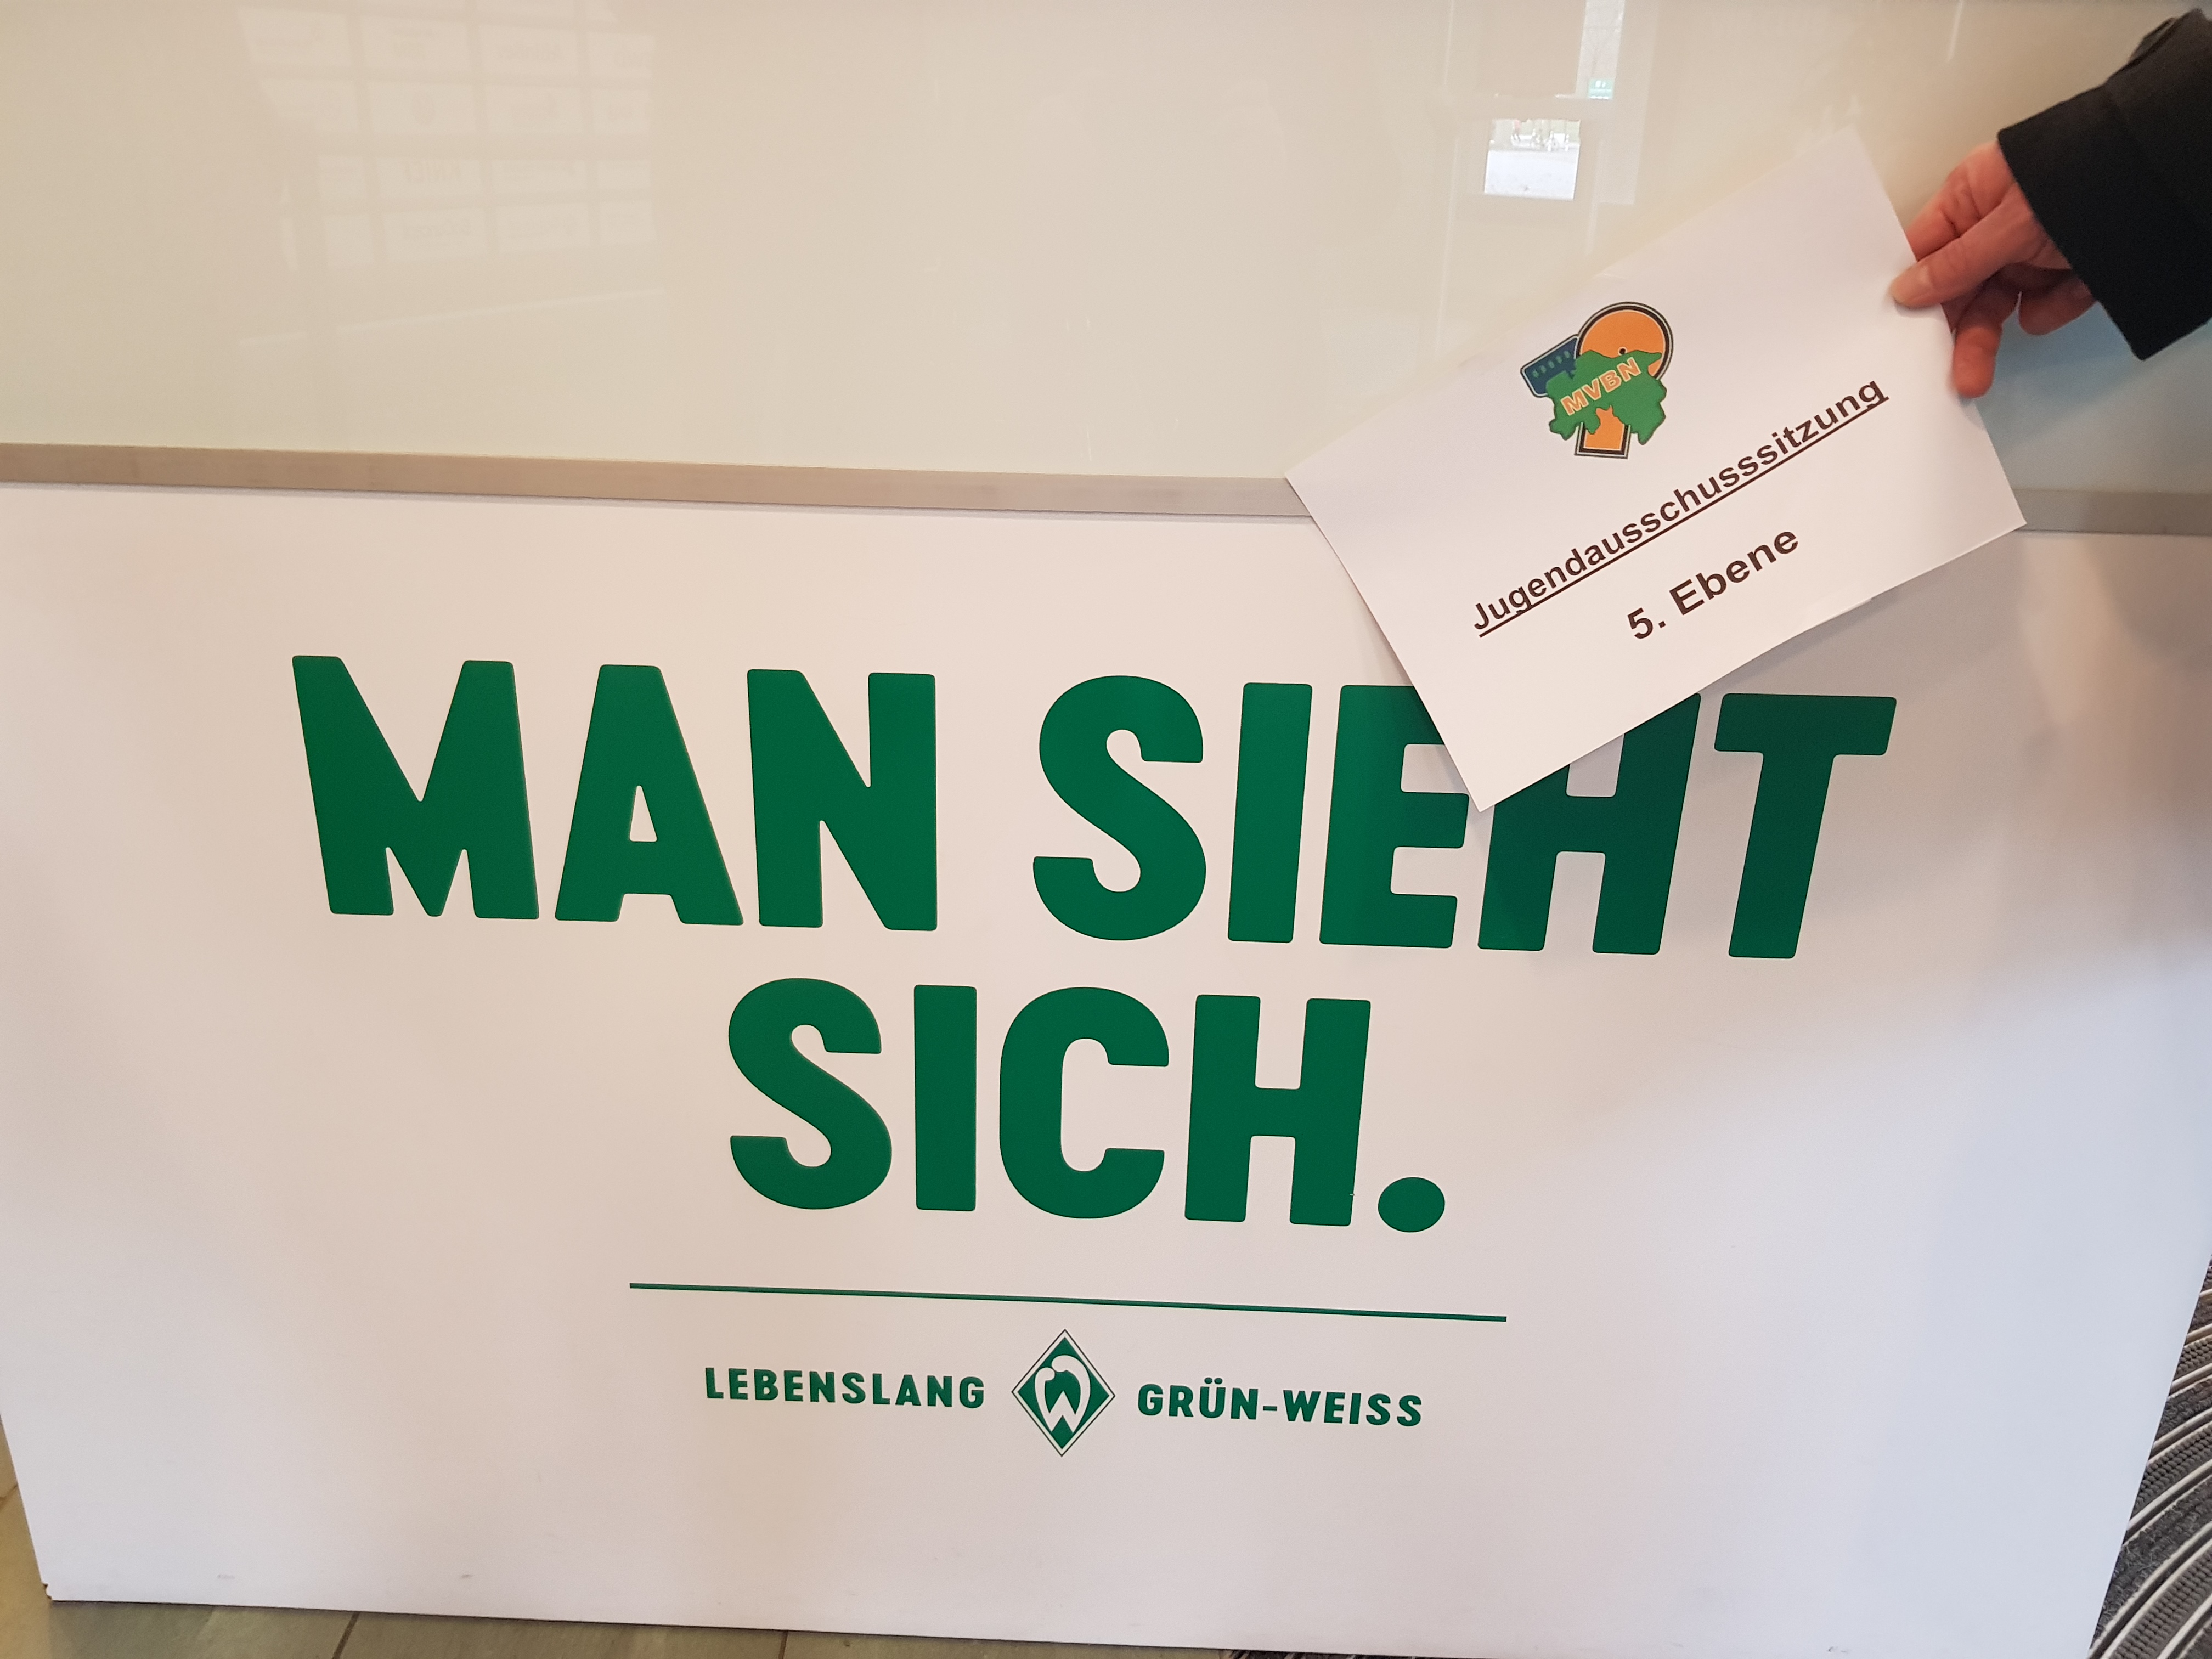 MVBN
Jugendausschusssitzung
5. Ebene
MAN SIEHT
SICH.
LEBENSLANG W GRÜN-WEISS